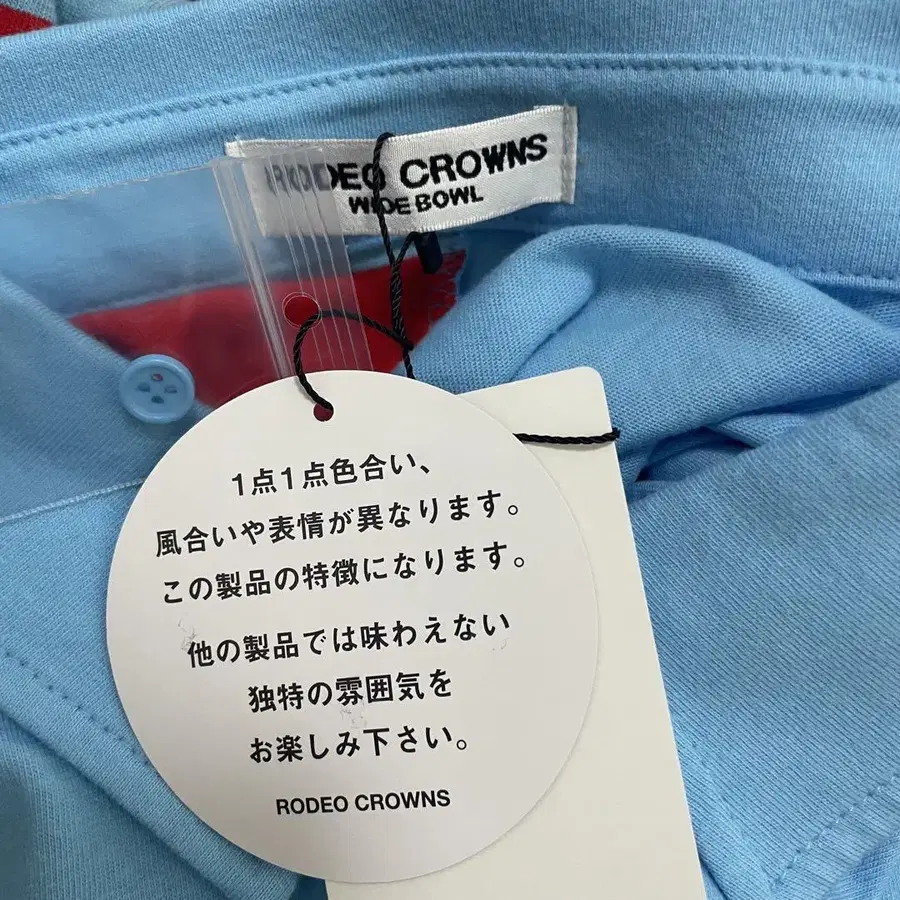 RODEO CROWNS
WIDE BOWL
1点1点色合い、
風合いや表情が異なります。
この製品の特徴になります。
他の製品では味わえない
独特の雰囲気を
お楽しみ下さい。
RODEO CROWNS